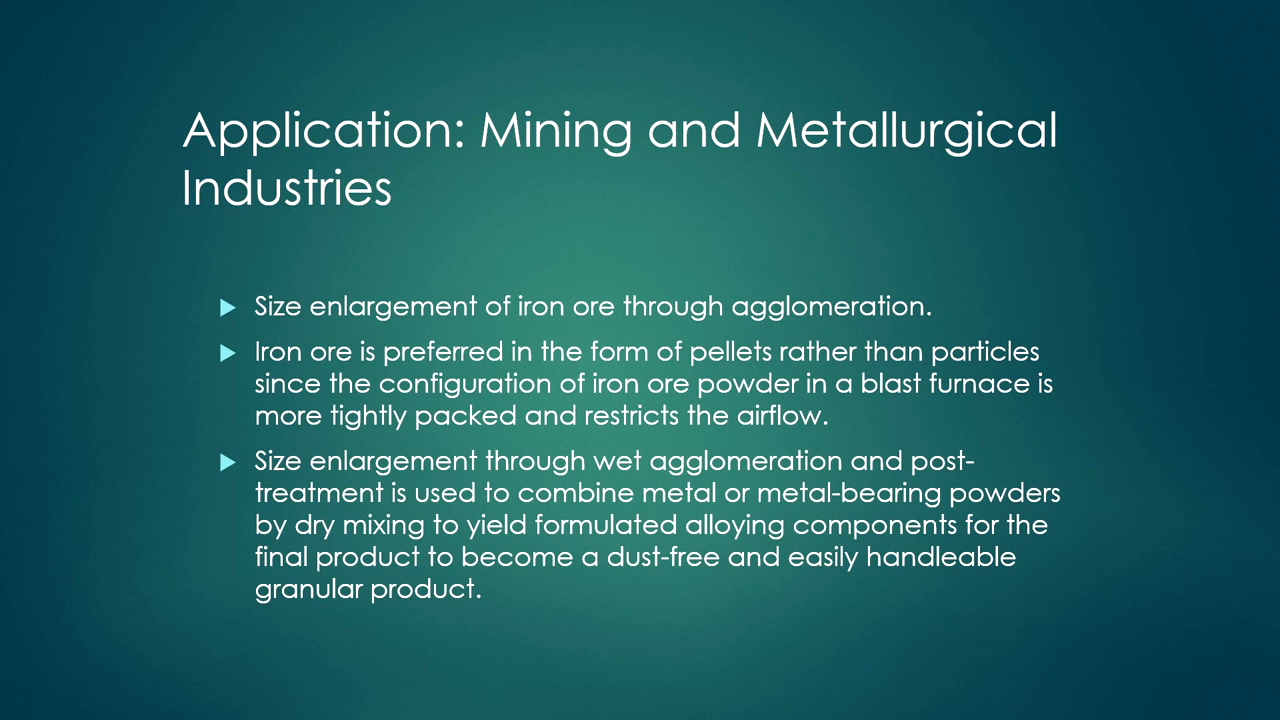 Application: Mining and Metallurgical
Industries
Size enlargement of iron ore through agglomeration.
Iron ore is preferred in the form of pellets rather than particles
since the configuration of iron ore powder in a blast furnace is
more tightly packed and restricts the airflow.
Size enlargement through wet agglomeration and post-
treatment is used to combine metal or metal-bearing powders
by dry mixing to yield formulated alloying components for the
final product to become a dust-free and easily handleable
granular product.